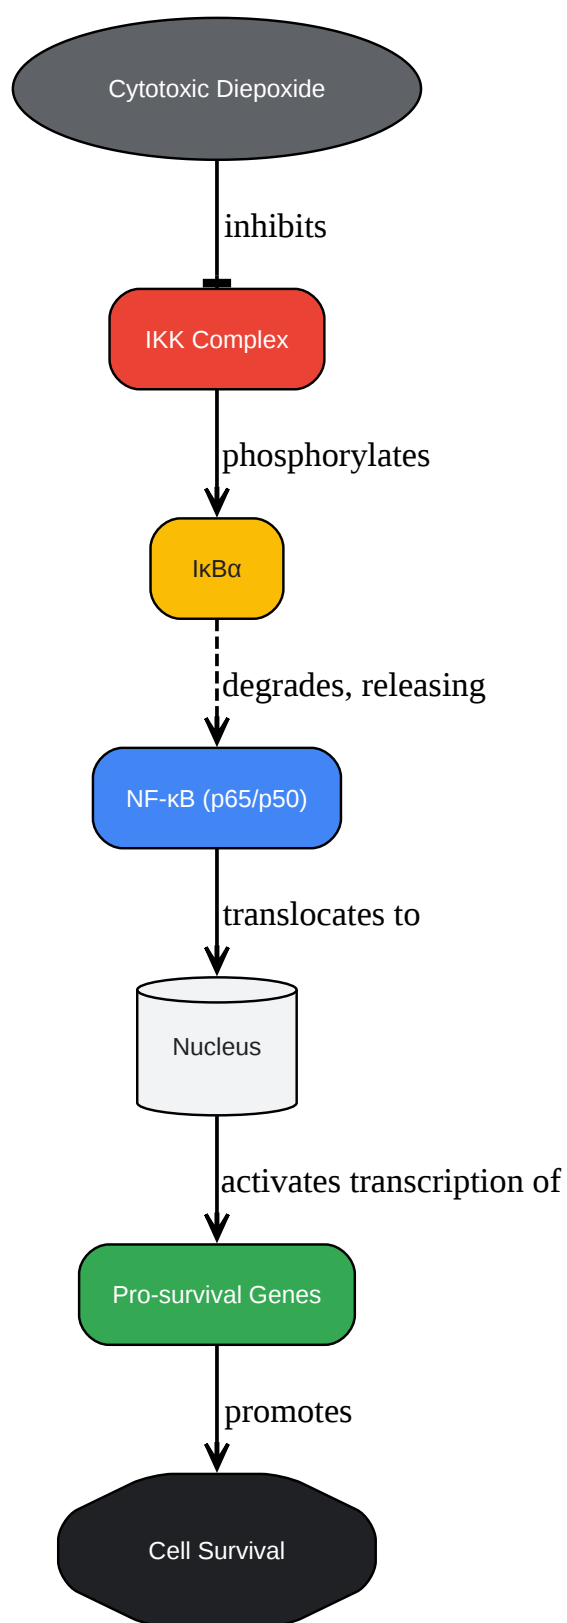 Cytotoxic Diepoxide
inhibits
IKK Complex
phosphorylates
IκBα
degrades, releasing
NF-κB (p65/p50)
translocates to
Nucleus
activates transcription of
Pro-survival Genes
promotes
Cell Survival